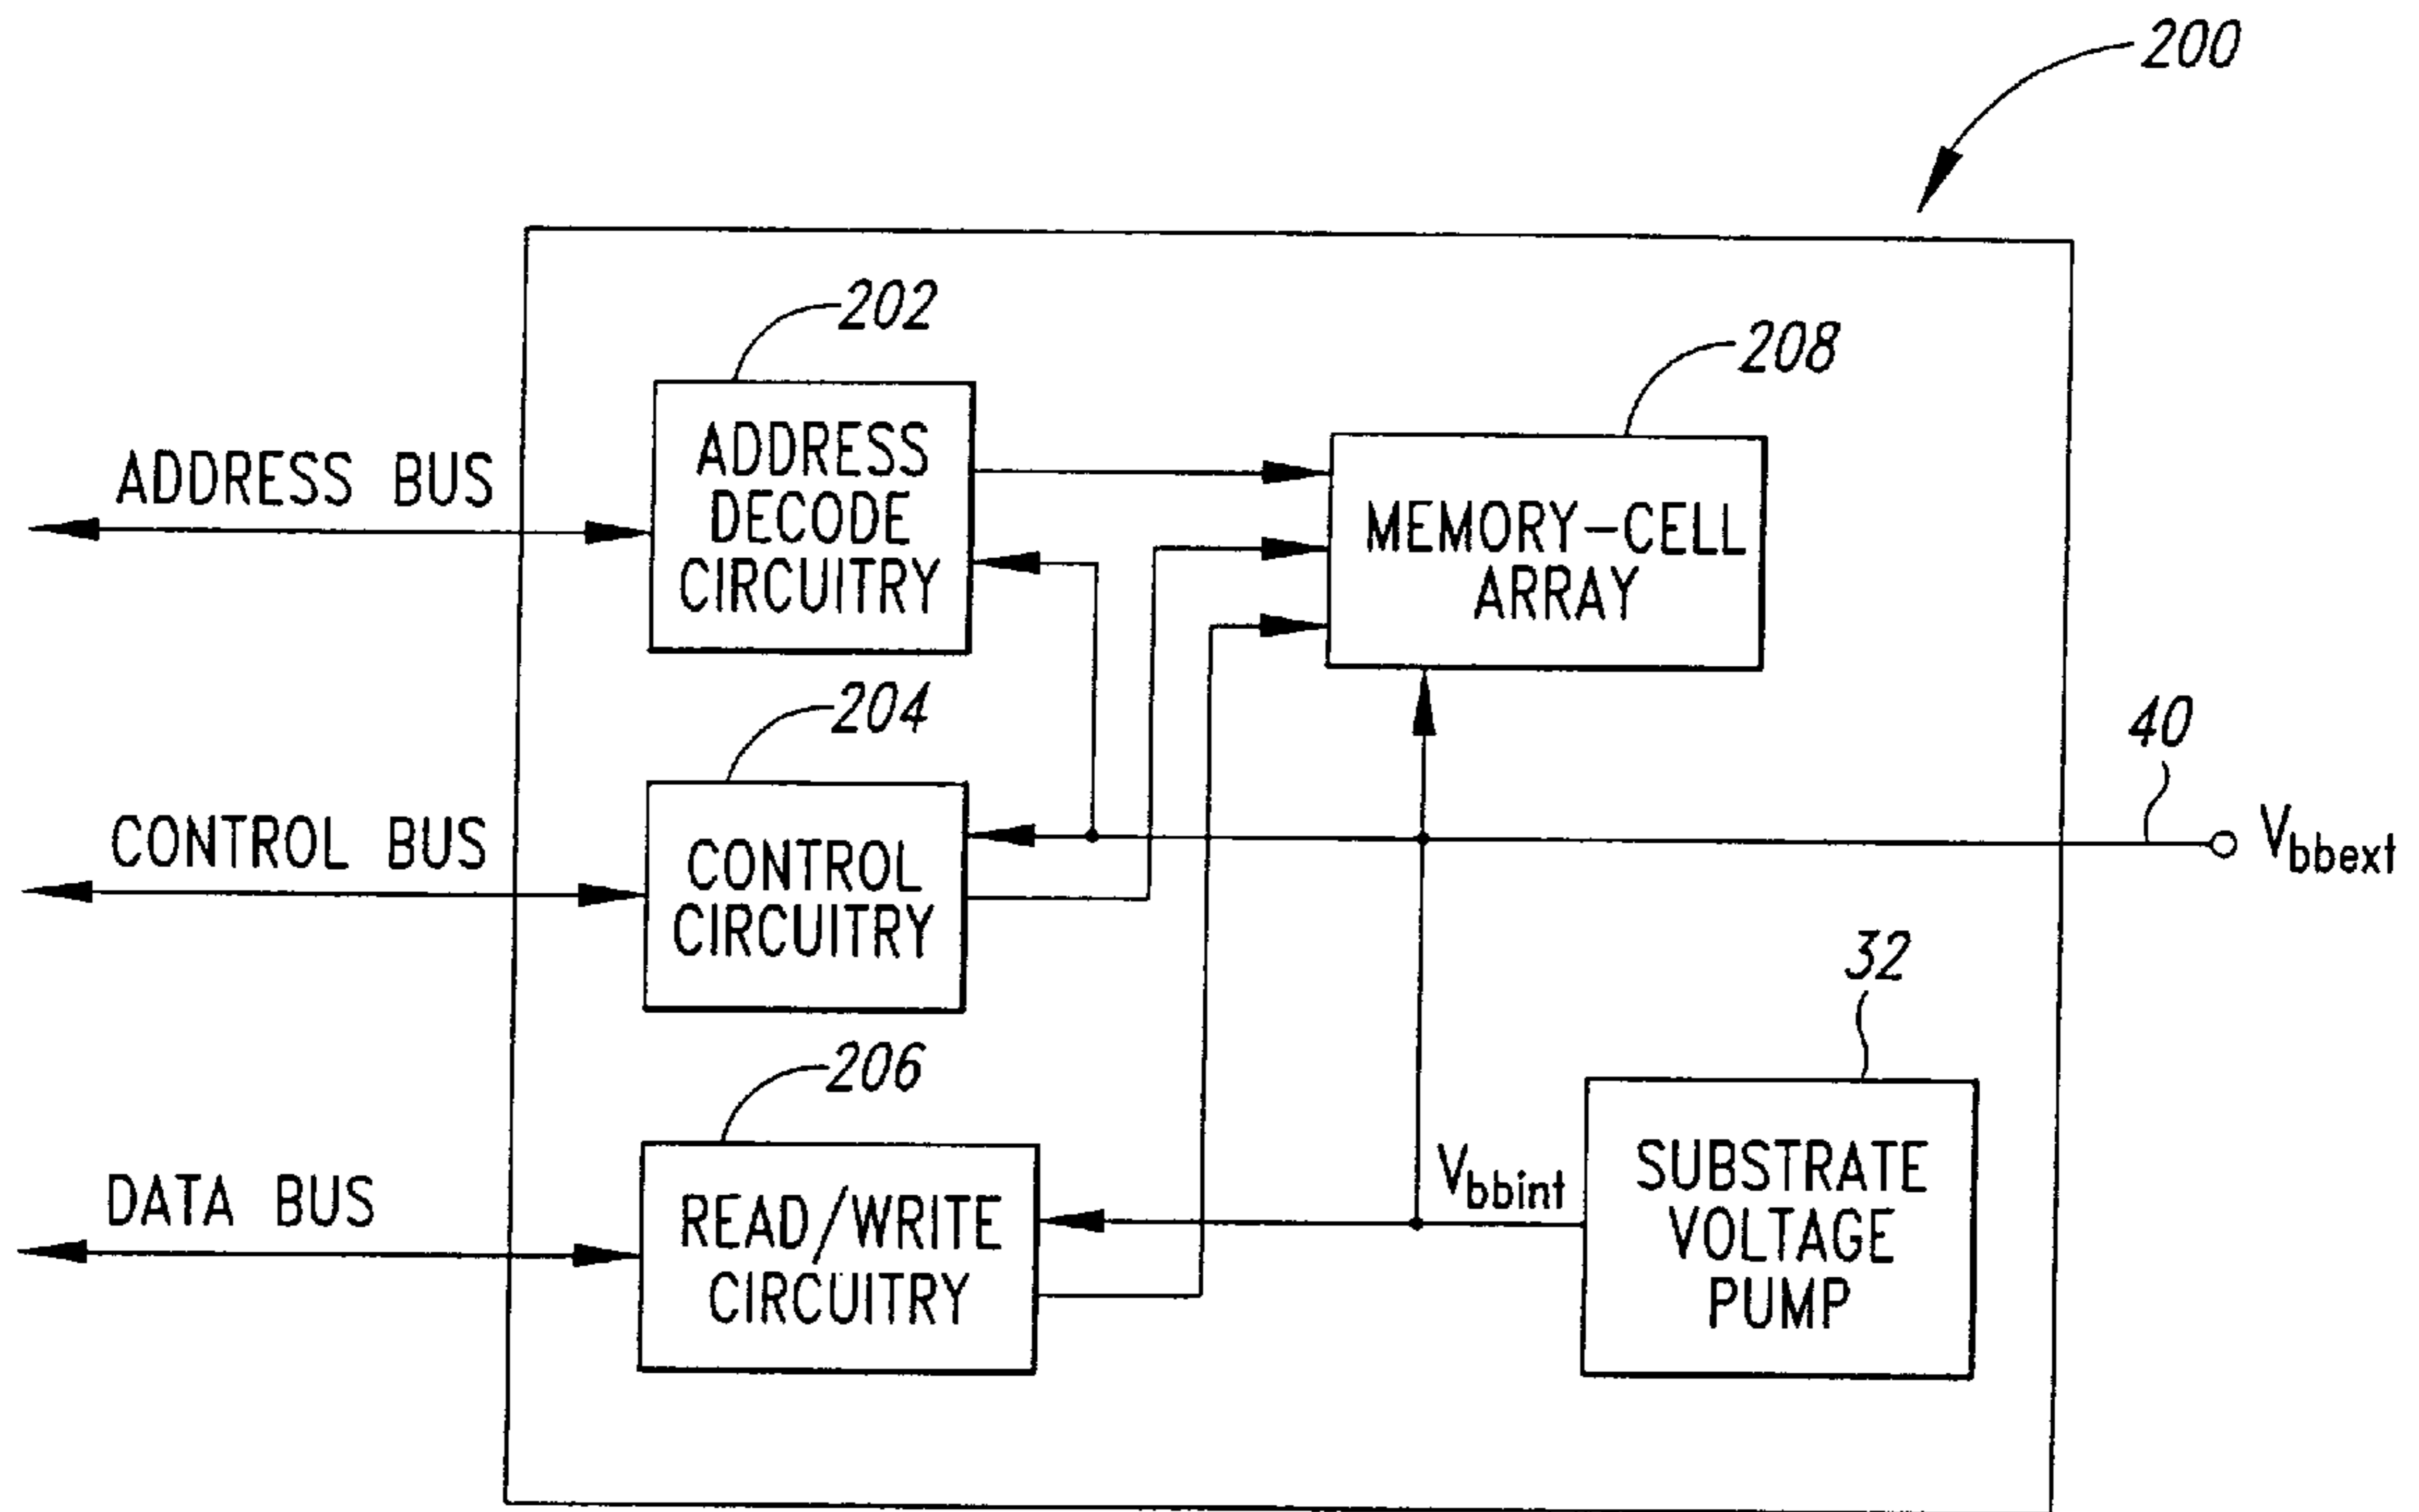 200
202
208
ADDRESS
DECODE
CIRCUITRY
ADDRESS BUS
MEMORY-CELL
ARRAY
204
40
CONTROL BUS
CONTROL
CIRCUITRY
Vbbext
32
206
DATA BUS
READ/WRITE
CIRCUITRY
Vbbint
SUBSTRATE
VOLTAGE
PUMP